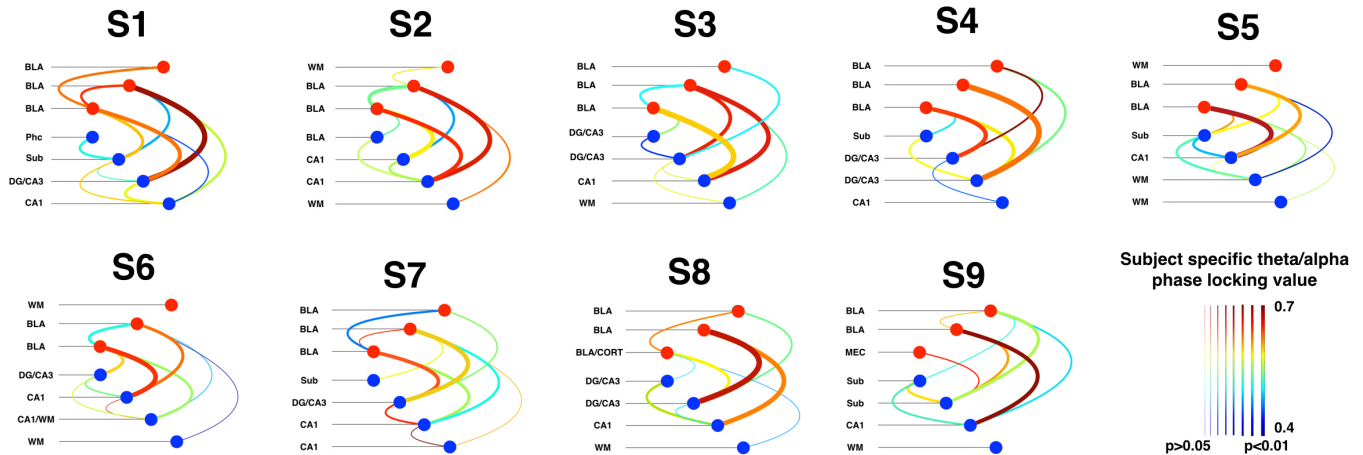 S1
BLA
BLA
BLA
Phc
Sub
DG/CA3
CA1
S2
WM
BLA
BLA
BLA
CA1
CA1
WM
S3
BLA
BLA
BLA
DG/CA3
DG/CA3
CA1
WM
S4
BLA
BLA
BLA
Sub
DG/CA3
DG/CA3
CA1
S5
WM
BLA
BLA
Sub
CA1
WM
WM
S6
WM
BLA
BLA
DG/CA3
CA1
CA1/WM
WM
S7
BLA
BLA
BLA
Sub
DG/CA3
CA1
CA1
S8
BLA
BLA
BLA/CORT
DG/CA3
DG/CA3
CA1
WM
S9
BLA
BLA
MEC
Sub
Sub
CA1
WM
Subject specific theta/alpha
phase locking value
0.7
0.4
p>0.05 p<0.01